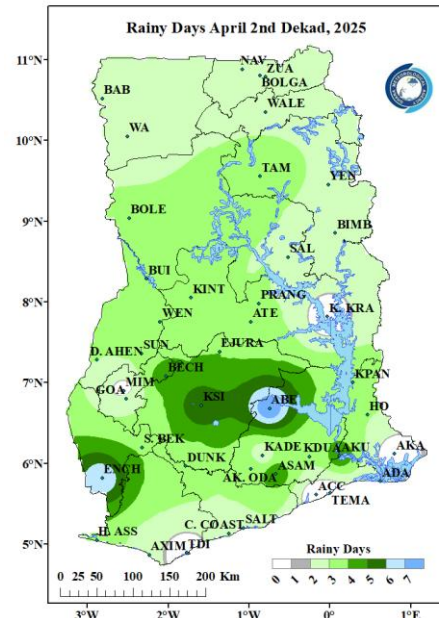 Rainy Days April 2nd Dekad, 2025
11°N
10°N
9°N
8°N
7°N
6°N
5°N
NAV
ZUA
BOLGA
BAB
WALE
WA
TAM
YEN
BOLE
BIMB
SAL
BUI
KINT
PRANG
K. KRA
WEN
ATE
EJURA
D. AHEN
SUN
BECH
KPAN
GOA
MIM
KSI
ABE
HO
S. BEK
KADE
KDUA
AKU
AKA
ENCH
DUNK
ASAM
AK. ODA
ADA
ACC
TEMA
H. ASS
C. COAST
SALT
AXIM
TDI
Rainy Days
0 25 50 100 150 200 Km
0 1 2 3 4 5 6 7
3°W 2°W 1°W 0° 1°E